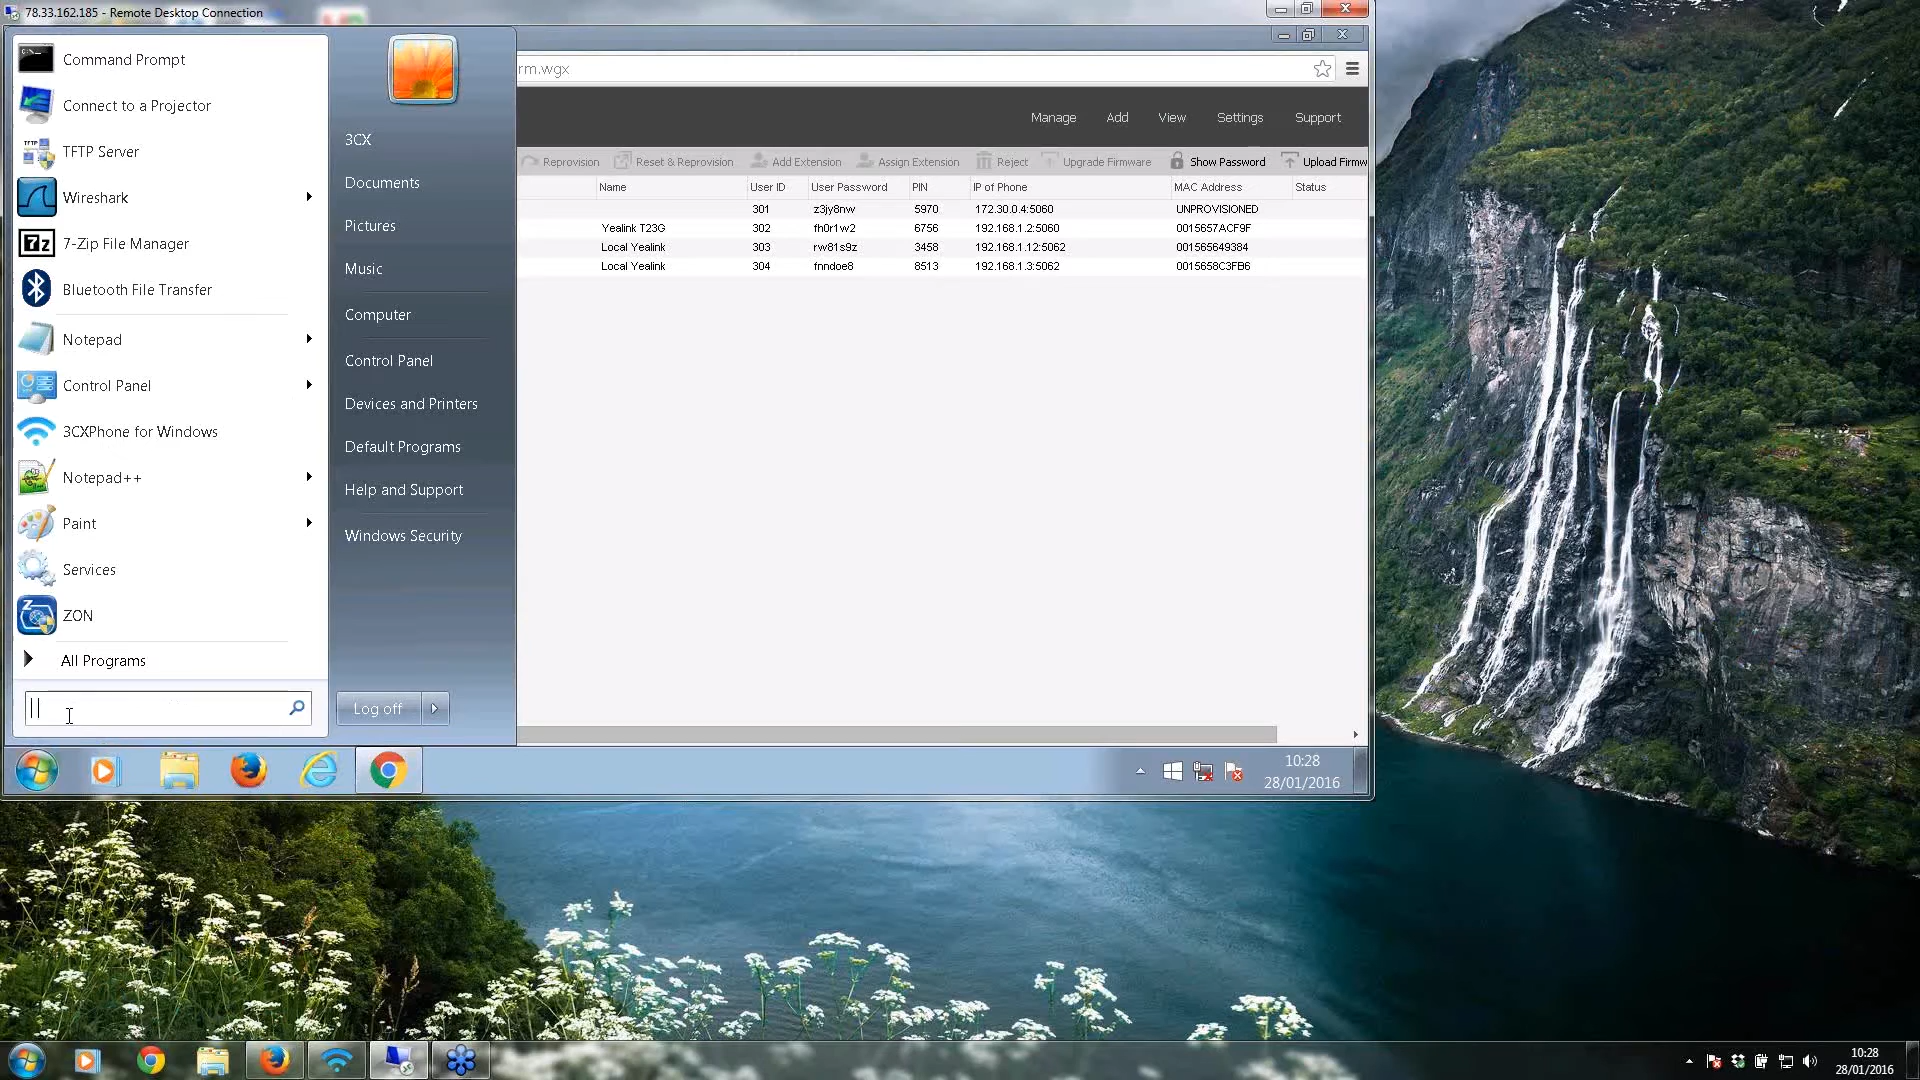 78.33.162.185 - Remote Desktop Connection
Command Prompt
Connect to a Projector
TFTP Server
Wireshark
7-Zip File Manager
Bluetooth File Transfer
Notepad
Control Panel
3CXPhone for Windows
Notepad++
Paint
Services
ZON
All Programs
3CX
Documents
Pictures
Music
Computer
Control Panel
Devices and Printers
Default Programs
Help and Support
Windows Security
Log off
rm.wgx
Manage Add View Settings Support
Reprovision Reset & Reprovision Add Extension Assign Extension Reject Upgrade Firmware Show Password Upload Firmw
Name User ID User Password PIN IP of Phone MAC Address Status
301 z3jy8nw 5970 172.30.0.4:5060 UNPROVISIONED
Yealink T23G 302 fh0r1w2 6756 192.168.1.2:5060 0015657ACF9F
Local Yealink 303 rw81s9z 3458 192.168.1.12:5062 001565649384
Local Yealink 304 fnndoe8 8513 192.168.1.3:5062 0015658C3FB6
10:28
28/01/2016
10:28
28/01/2016